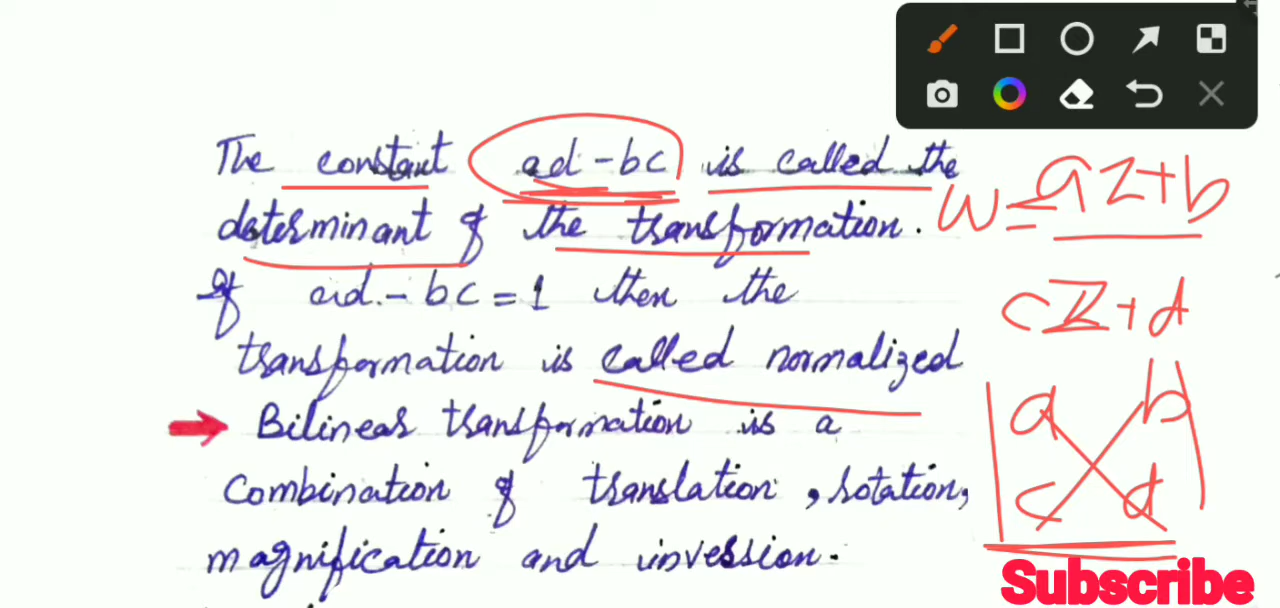 The constant ad-bc is called the
determinant of the transformation.
If ad-bc=1 then the
transformation is called normalized
Bilinear transformation is a
combination of translation, rotation,
magnification and inversion.
w = az+b
cz+d
a b
c d
Subscribe